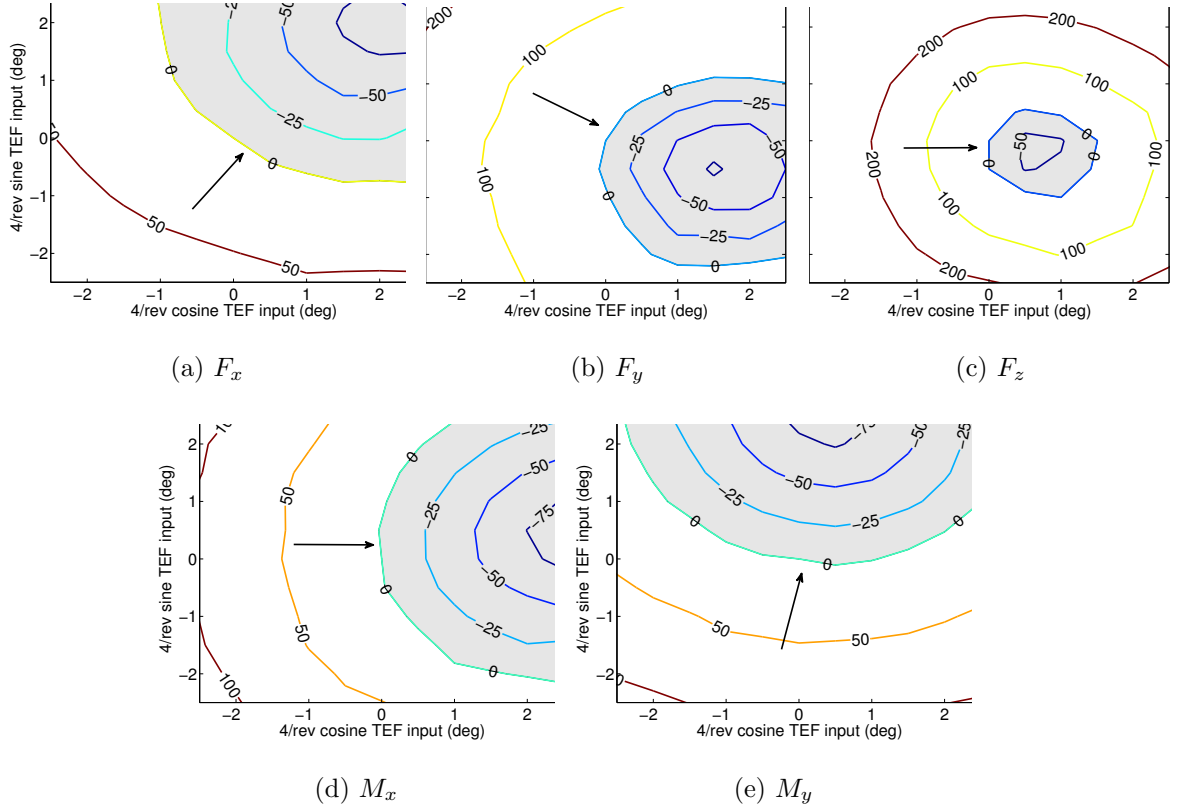 2 0 −50 −25 50
1 0
0
−1 50
−2 50
−2 −1 0 1 2
4/rev cosine TEF input (deg)
4/rev sine TEF input (deg)
(a) Fx
200 100 0 −25 −50
100 −25 −50
0 −25
0
−2 −1 0 1 2
4/rev cosine TEF input (deg)
(b) Fy
200 200
100 100
200 0 −50 0 0 100
100 100
200 200
−2 −1 0 1 2
4/rev cosine TEF input (deg)
(c) Fz
2 0 −25
1 50 −50
0 −25 −75
−1 −50
50 0 −25
−2 100 0
−2 −1 0 1 2
4/rev cosine TEF input (deg)
4/rev sine TEF input (deg)
(d) Mx
2 −75 −50 −25
1 −50
0 −25 0
0
−1 50 50
−2
−2 −1 0 1 2
4/rev cosine TEF input (deg)
4/rev sine TEF input (deg)
(e) My